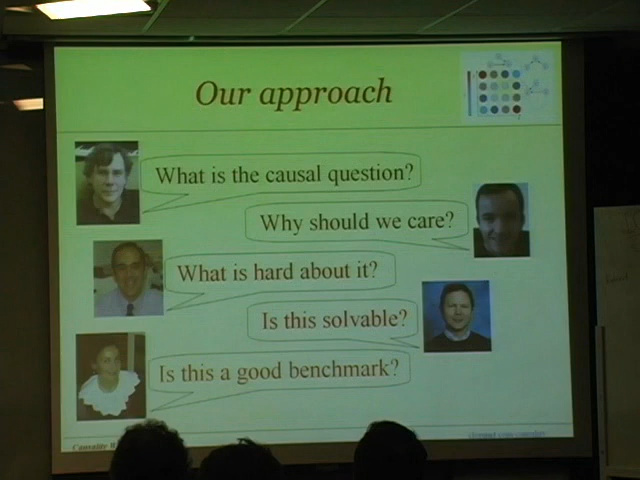 Our approach
What is the causal question?
Why should we care?
What is hard about it?
Is this solvable?
Is this a good benchmark?
Causality